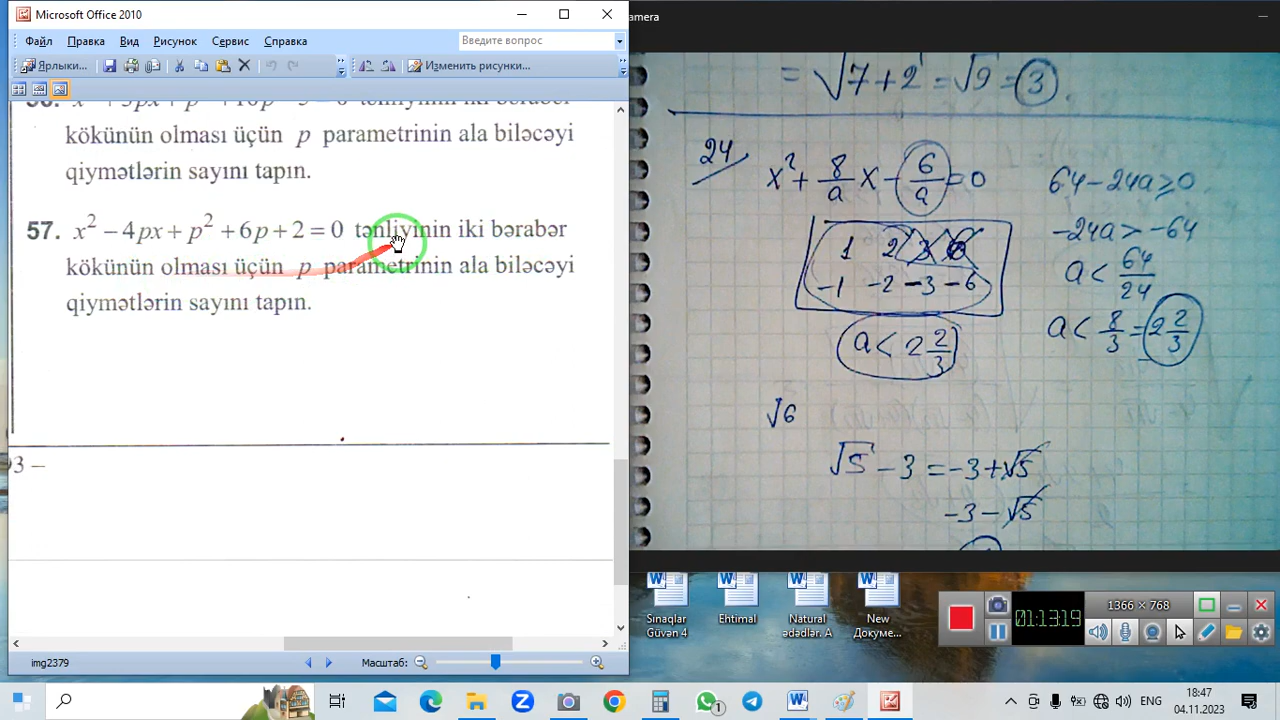 Microsoft Office 2010
Файл Правка Вид Рисунок Сервис Справка
Введите вопрос
Ярлыки...
Изменить рисунки...
kökünün olması üçün p parametrinin ala biləcəyi
qiymətlərin sayını tapın.
57. x² − 4px + p² + 6p + 2 = 0 tənliyinin iki bərabər
kökünün olması üçün p parametrinin ala biləcəyi
qiymətlərin sayını tapın.
93 –
img2379
Масштаб:
amera
= √7+2 = √9 = 3.
24
x² + 8/a x − 6/a = 0
1 2 3 6
−1 −2 −3 −6
a < 2 2/3
64 − 24a ≥ 0
−24a > −64
a < 64/24
a < 8/3 = 2 2/3
√6
√5 − 3 = −3 + √5
−3 − √5
Sınaqlar
Güvən 4
Ehtimal
Natural
ədədlər. A
New
Докуме...
1366 × 768
01:13:19
1
ENG
18:47
04.11.2023